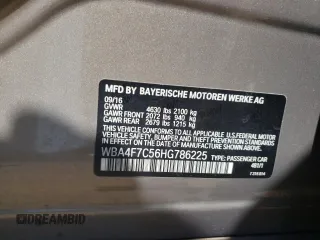 MFD BY BAYERISCHE MOTOREN WERKE AG
09/16
GVWR 4630 lbs 2100 kg
GAWR FRONT 2072 lbs 940 kg
GAWR REAR 2679 lbs 1215 kg
THIS VEHICLE CONFORMS TO ALL APPLICABLE U.S.FEDERAL MOTOR
VEHICLE SAFETY, BUMPER, AND THEFT PREVENTION STANDARDS IN
EFFECT ON THE DATE OF MANUFACTURE SHOWN ABOVE.
WBA4F7C56HG786225 TYPE: PASSENGER CAR
© DREAMBID
dreambid.com